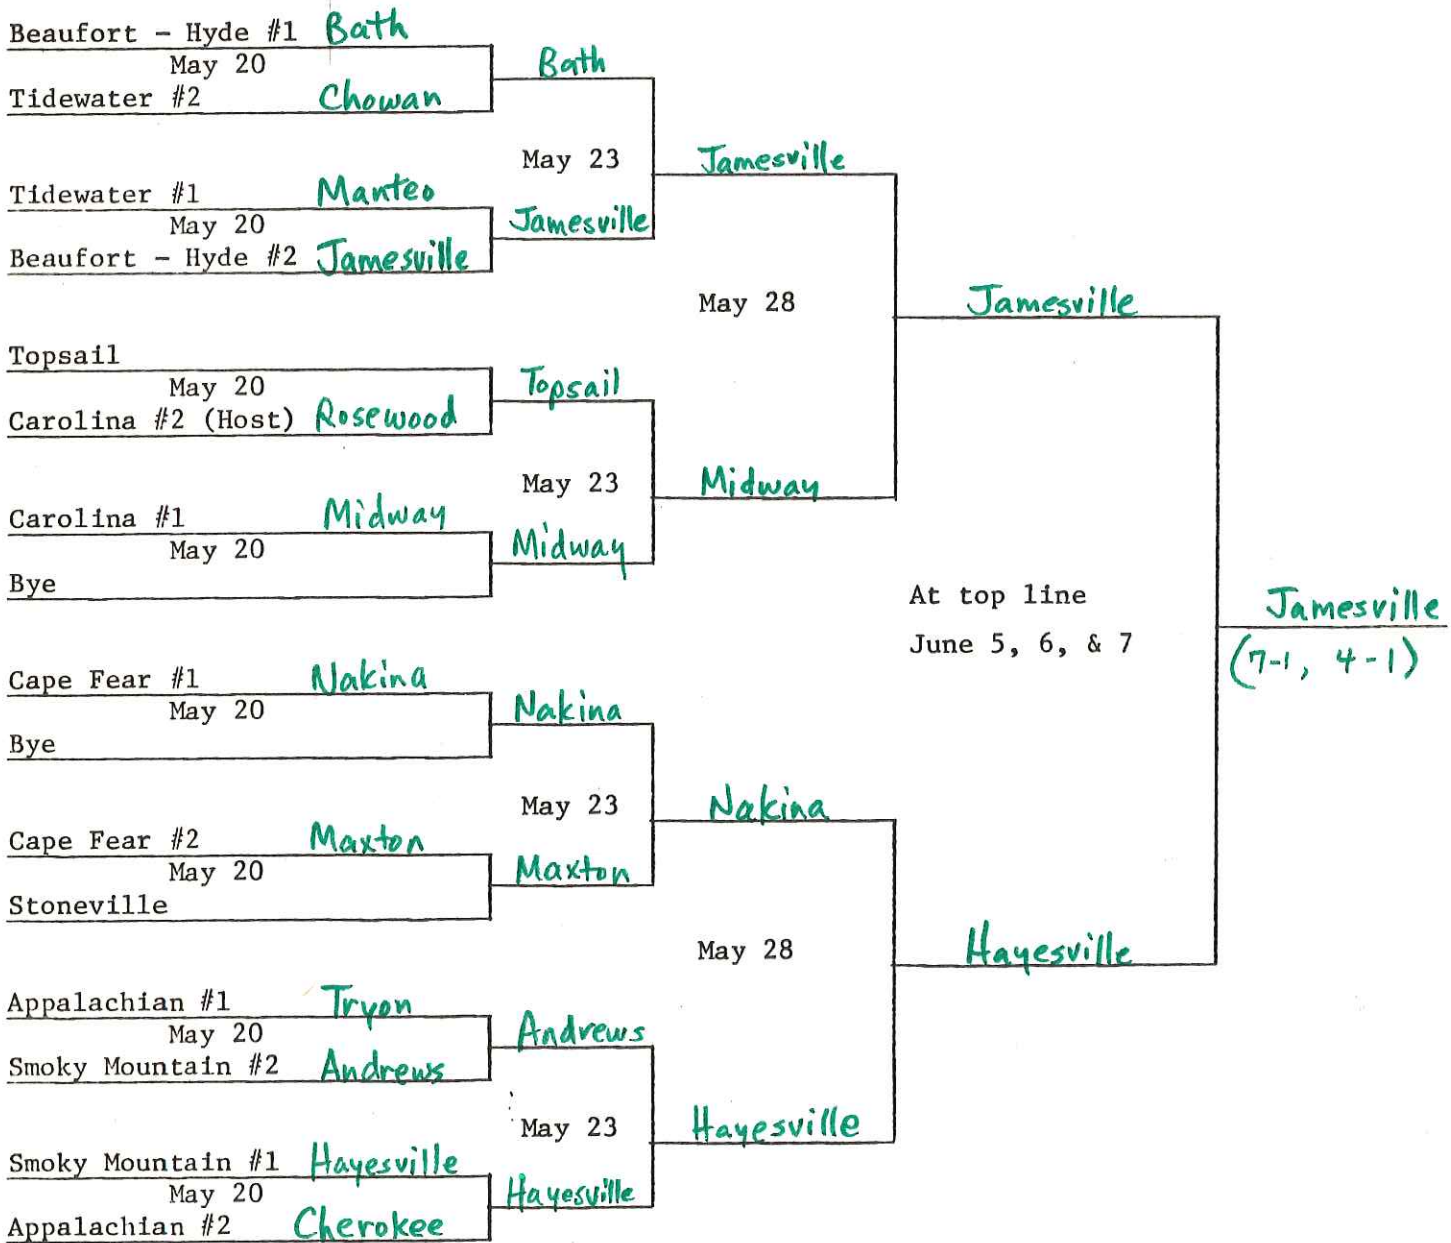 Beaufort - Hyde #1 Bath
May 20
Tidewater #2 Chowan
Bath
May 23
Tidewater #1 Manteo
May 20
Beaufort - Hyde #2 Jamesville
Jamesville
Jamesville
May 28
Topsail
May 20
Carolina #2 (Host) Rosewood
Topsail
May 23
Carolina #1 Midway
May 20
Bye
Midway
Midway
Jamesville
At top line
June 5, 6, & 7
Jamesville
(7-1, 4-1)
Cape Fear #1 Nakina
May 20
Bye
Nakina
May 23
Cape Fear #2 Maxton
May 20
Stoneville
Maxton
Nakina
May 28
Hayesville
Appalachian #1 Tryon
May 20
Smoky Mountain #2 Andrews
Andrews
May 23
Smoky Mountain #1 Hayesville
May 20
Appalachian #2 Cherokee
Hayesville
Hayesville